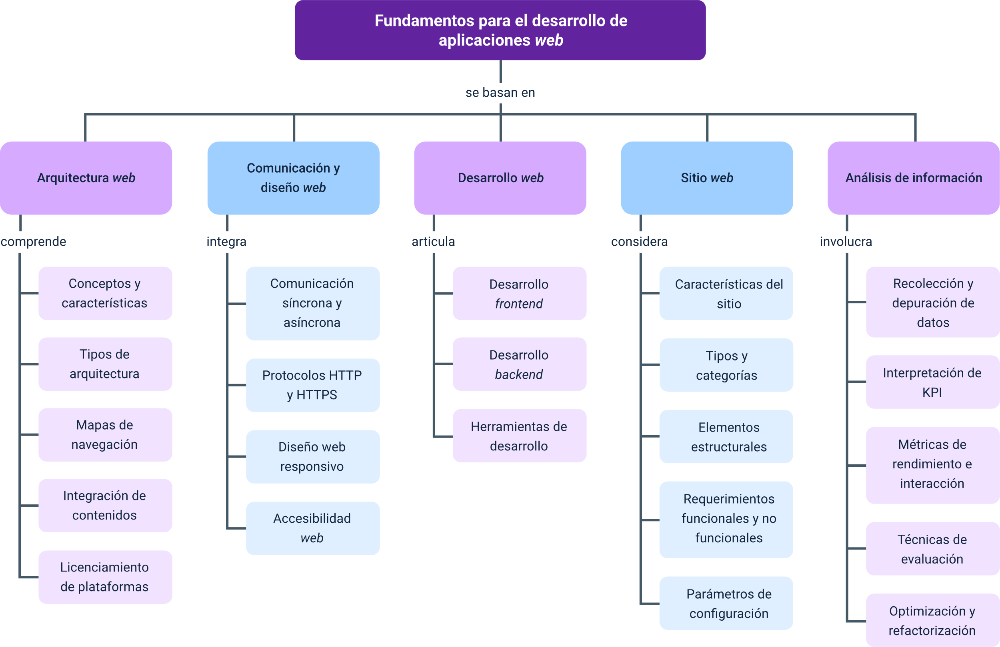 Fundamentos para el desarrollo de
aplicaciones web
se basan en
Arquitectura web
comprende
Conceptos y
características
Tipos de
arquitectura
Mapas de
navegación
Integración de
contenidos
Licenciamiento
de plataformas
Comunicación y
diseño web
integra
Comunicación
síncrona y
asíncrona
Protocolos HTTP
y HTTPS
Diseño web
responsivo
Accesibilidad
web
Desarrollo web
articula
Desarrollo
frontend
Desarrollo
backend
Herramientas de
desarrollo
Sitio web
considera
Características del
sitio
Tipos y
categorías
Elementos
estructurales
Requerimientos
funcionales y no
funcionales
Parámetros de
configuración
Análisis de información
involucra
Recolección y
depuración de
datos
Interpretación de
KPI
Métricas de
rendimiento e
interacción
Técnicas de
evaluación
Optimización y
refactorización